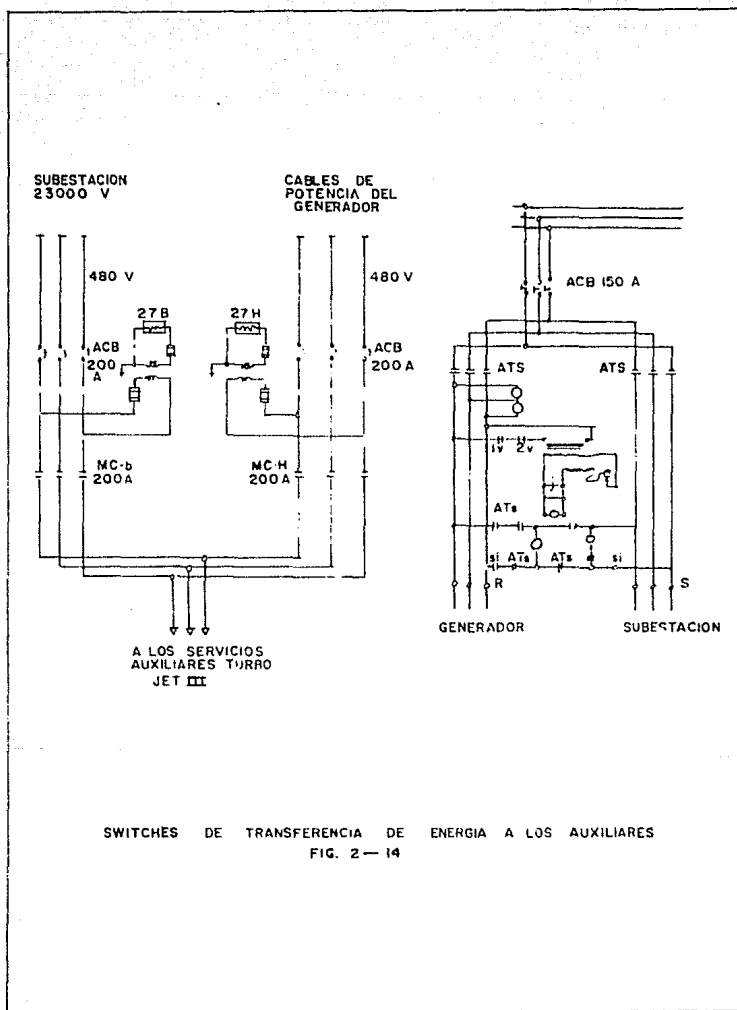 SUBESTACION
23000 V
CABLES DE
POTENCIA DEL
GENERADOR
480 V
480 V
27B
27H
ACB
200
A
ACB
200 A
MC-b
200 A
MC-H
200 A
A LOS SERVICIOS
AUXILIARES TURBO
JET III
ACB 150 A
ATS
ATS
1v
2v
ATs
si
ATs
ATs
si
R
S
GENERADOR
SUBESTACION
SWITCHES DE TRANSFERENCIA DE ENERGIA A LOS AUXILIARES
FIG. 2-14